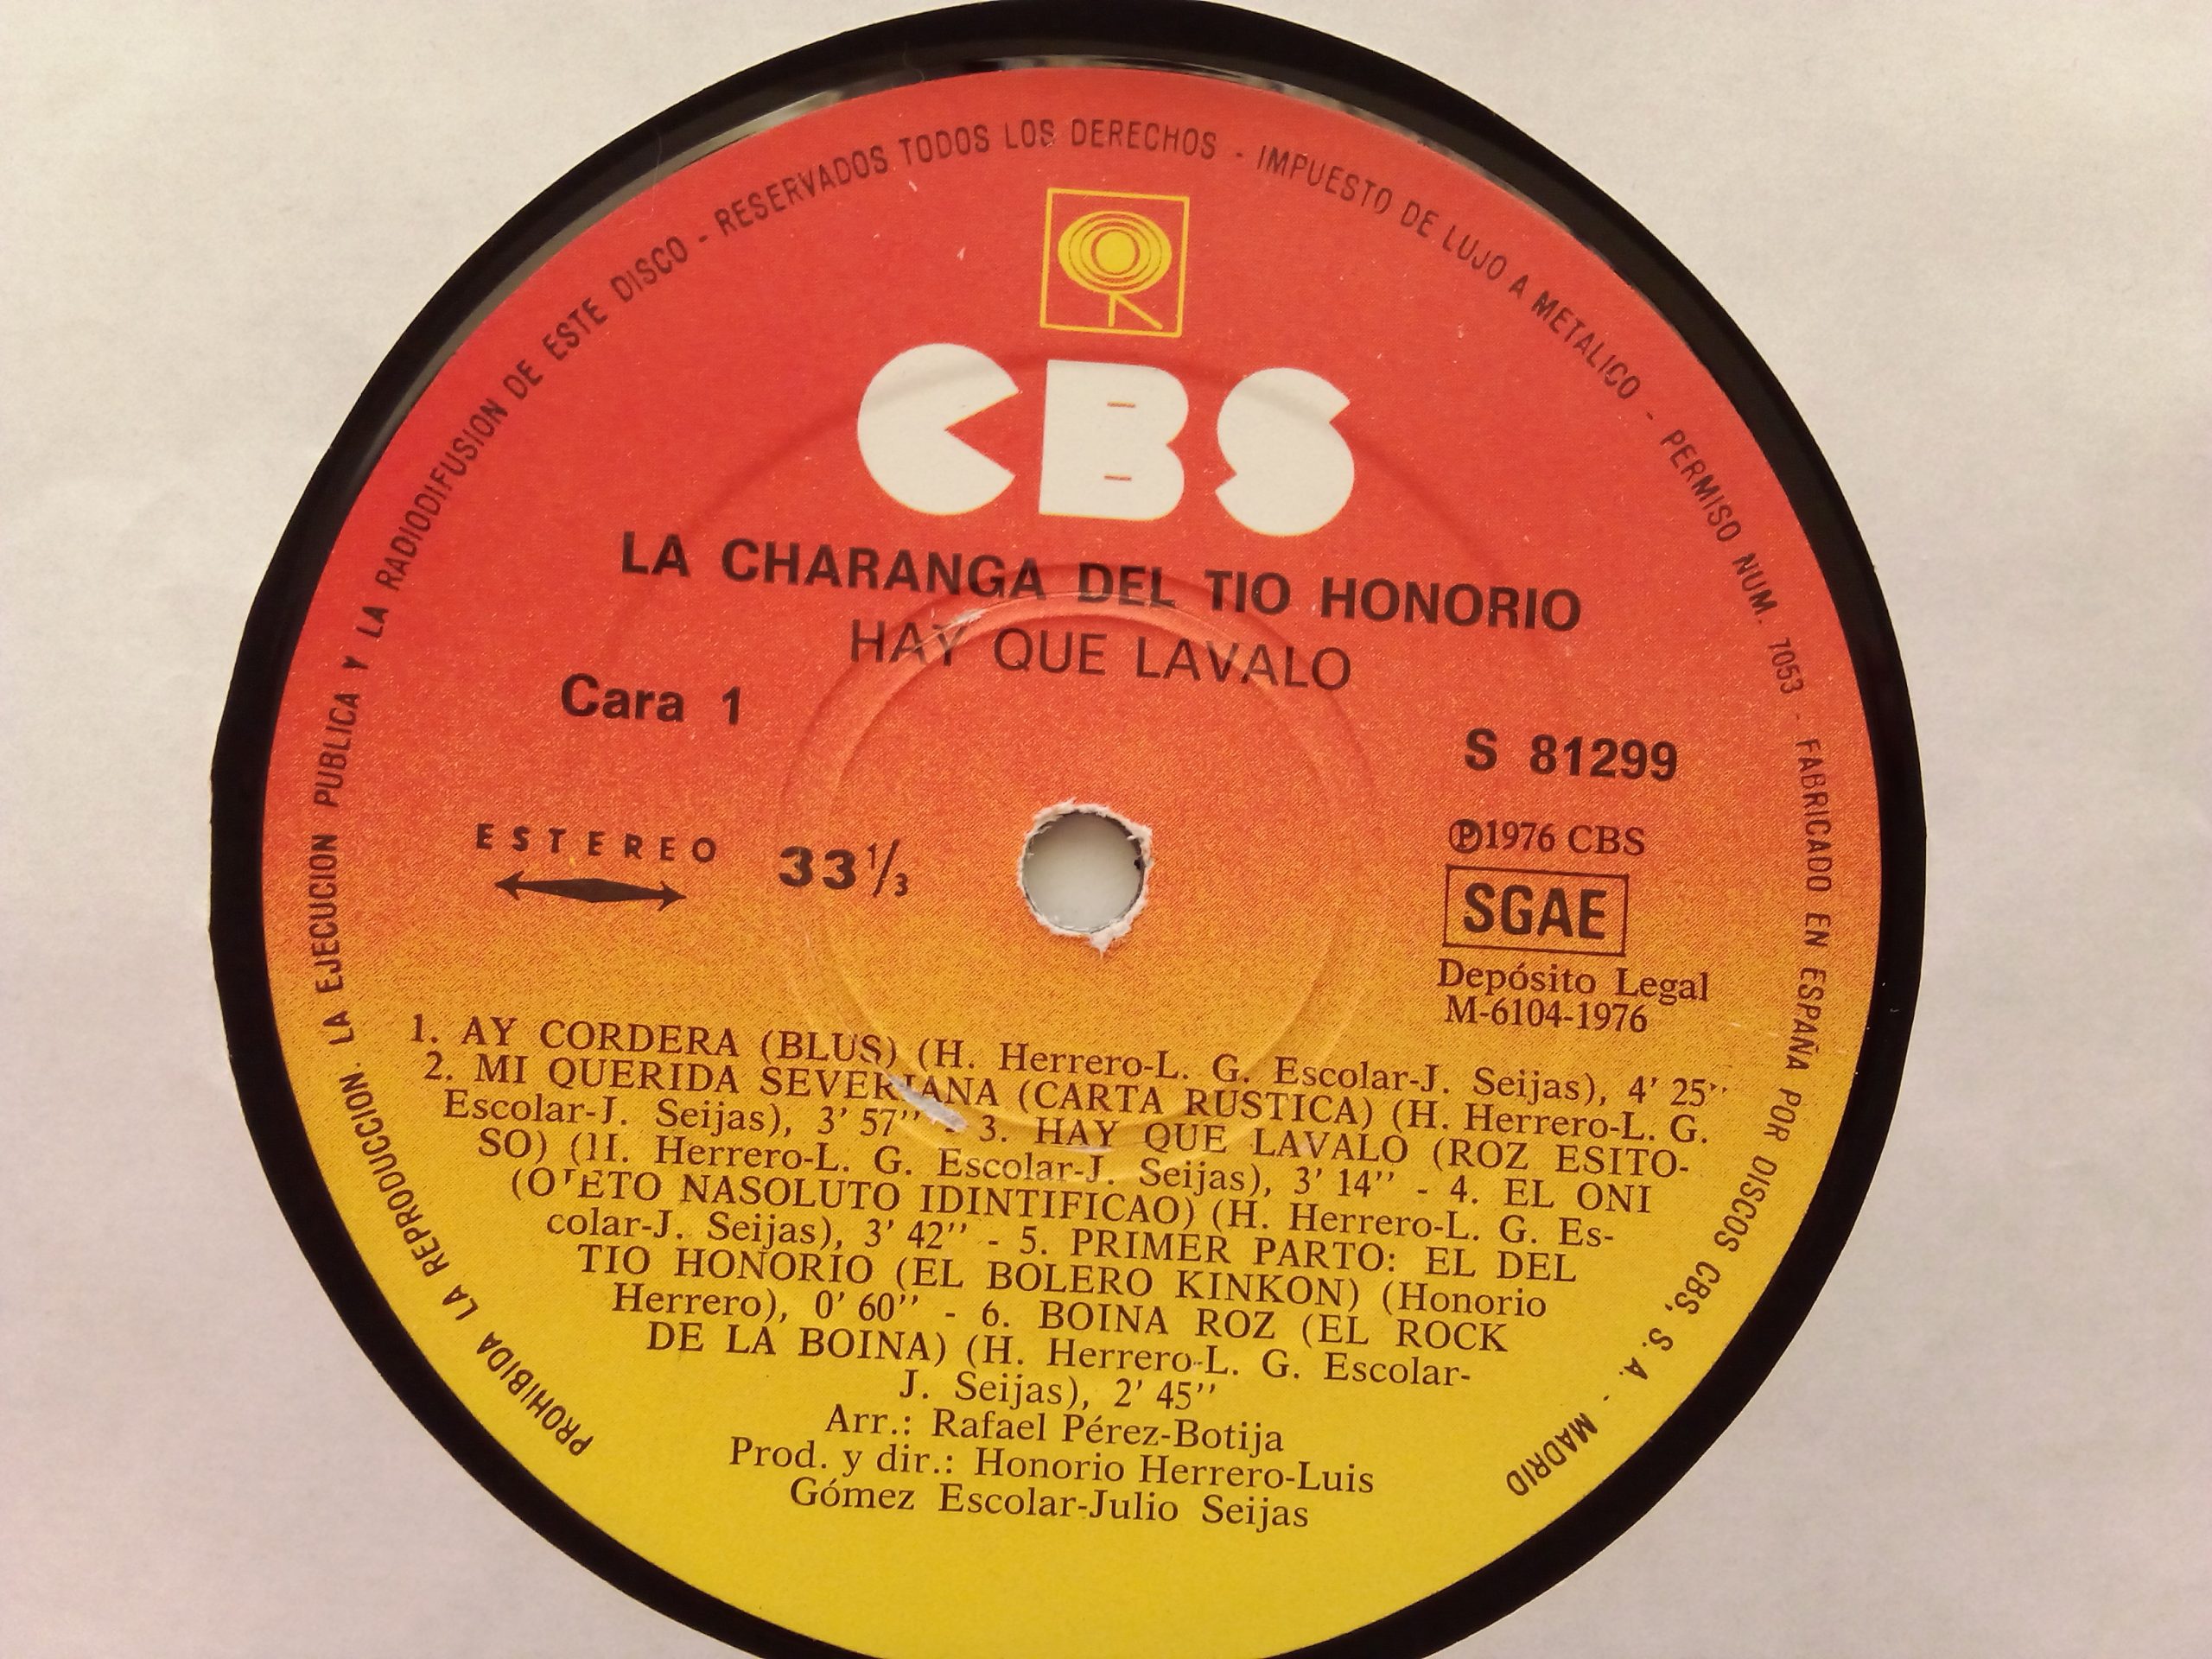 PROHIBIDA LA REPRODUCCION. LA EJECUCION PUBLICA Y LA RADIODIFUSION DE ESTE DISCO - RESERVADOS TODOS LOS DERECHOS - IMPUESTO DE LUJO A METALICO - PERMISO NUM. 7053 - FABRICADO EN ESPAÑA POR DISCOS CBS, S. A. - MADRID
CBS
LA CHARANGA DEL TIO HONORIO
HAY QUE LAVALO
Cara 1
S 81299
ESTEREO
33 1/3
Ⓟ1976 CBS
SGAE
Depósito Legal
M-6104-1976
1. AY CORDERA (BLUS) (H. Herrero-L. G. Escolar-J. Seijas), 4' 25''
2. MI QUERIDA SEVERIANA (CARTA RUSTICA) (H. Herrero-L. G.
Escolar-J. Seijas), 3' 57'' - 3. HAY QUE LAVALO (ROZ ESITO-
SO) (H. Herrero-L. G. Escolar-J. Seijas), 3' 14'' - 4. EL ONI
(O'ETO NASOLUTO IDINTIFICAO) (H. Herrero-L. G. Es-
colar-J. Seijas), 3' 42'' - 5. PRIMER PARTO: EL DEL
TIO HONORIO (EL BOLERO KINKON) (Honorio
Herrero), 0' 60'' - 6. BOINA ROZ (EL ROCK
DE LA BOINA) (H. Herrero-L. G. Escolar-
J. Seijas), 2' 45''
Arr.: Rafael Pérez-Botija
Prod. y dir.: Honorio Herrero-Luis
Gómez Escolar-Julio Seijas